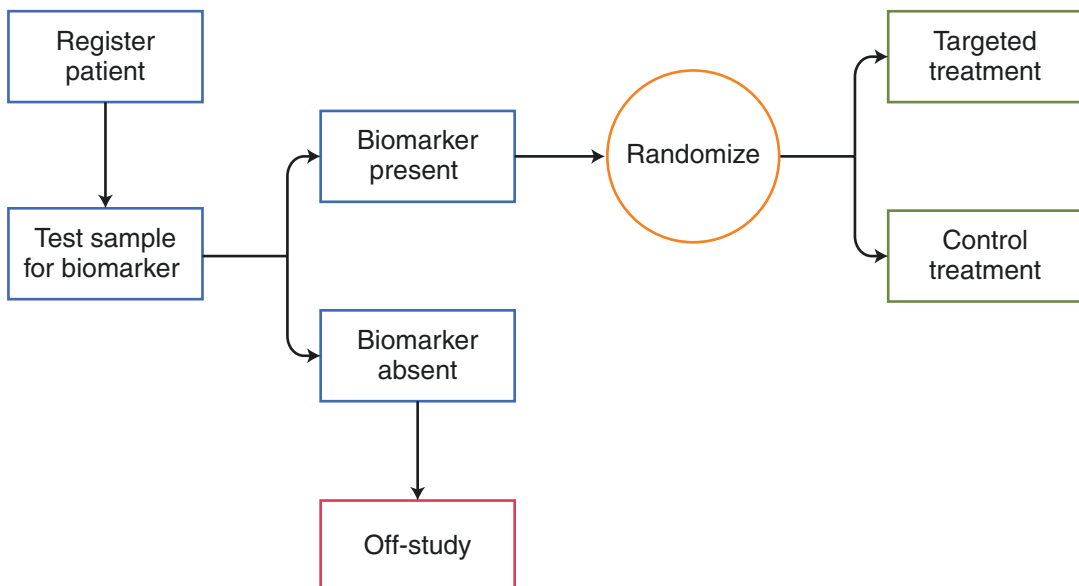 Register
patient
Test sample
for biomarker
Biomarker
present
Biomarker
absent
Off-study
Randomize
Targeted
treatment
Control
treatment